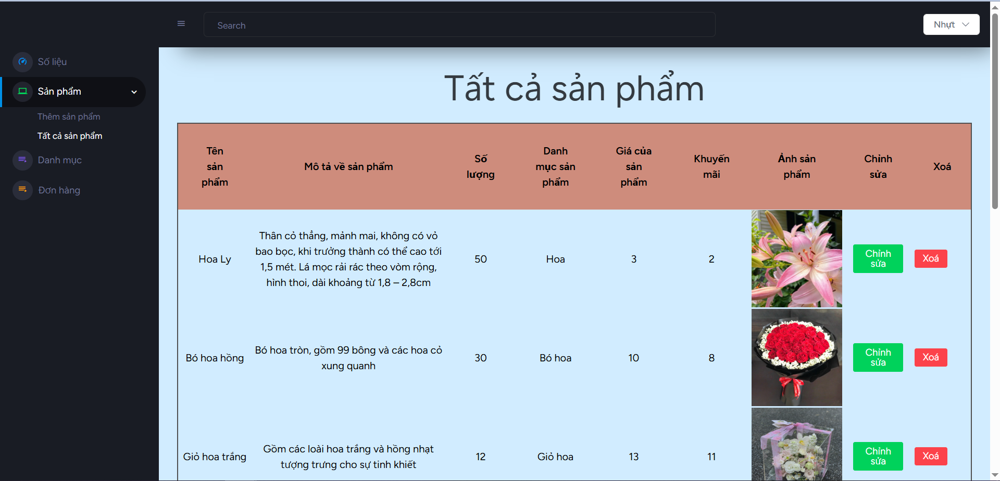 Search
Nhựt
Số liệu
Sản phẩm
Thêm sản phẩm
Tất cả sản phẩm
Danh mục
Đơn hàng
Tất cả sản phẩm
Tên
sản
phẩm
Mô tả về sản phẩm
Số
lượng
Danh
mục sản
phẩm
Giá của
sản
phẩm
Khuyến
mãi
Ảnh sản
phẩm
Chỉnh
sửa
Xoá
Hoa Ly
Thân cỏ thẳng, mảnh mai, không có vỏ
bao bọc, khi trưởng thành có thể cao tới
1,5 mét. Lá mọc rải rác theo vòm rộng,
hình thoi, dài khoảng từ 1,8 – 2,8cm
50
Hoa
3
2
Chỉnh
sửa
Xoá
Bó hoa hồng
Bó hoa tròn, gồm 99 bông và các hoa cỏ
xung quanh
30
Bó hoa
10
8
Chỉnh
sửa
Xoá
Giỏ hoa trắng
Gồm các loài hoa trắng và hồng nhạt
tượng trưng cho sự tinh khiết
12
Giỏ hoa
13
11
Chỉnh
sửa
Xoá